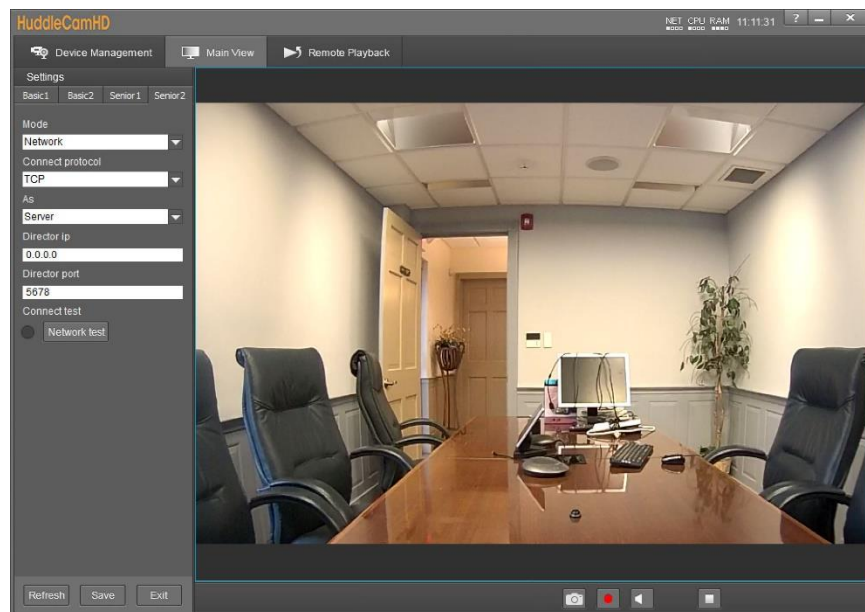 HuddleCamHD
NET CPU RAM 11:11:31 ?
Device Management Main View Remote Playback
Settings
Basic1 Basic2 Senior1 Senior2
Mode
Network
Connect protocol
TCP
As
Server
Director ip
0.0.0.0
Director port
5678
Connect test
Network test
Refresh Save Exit